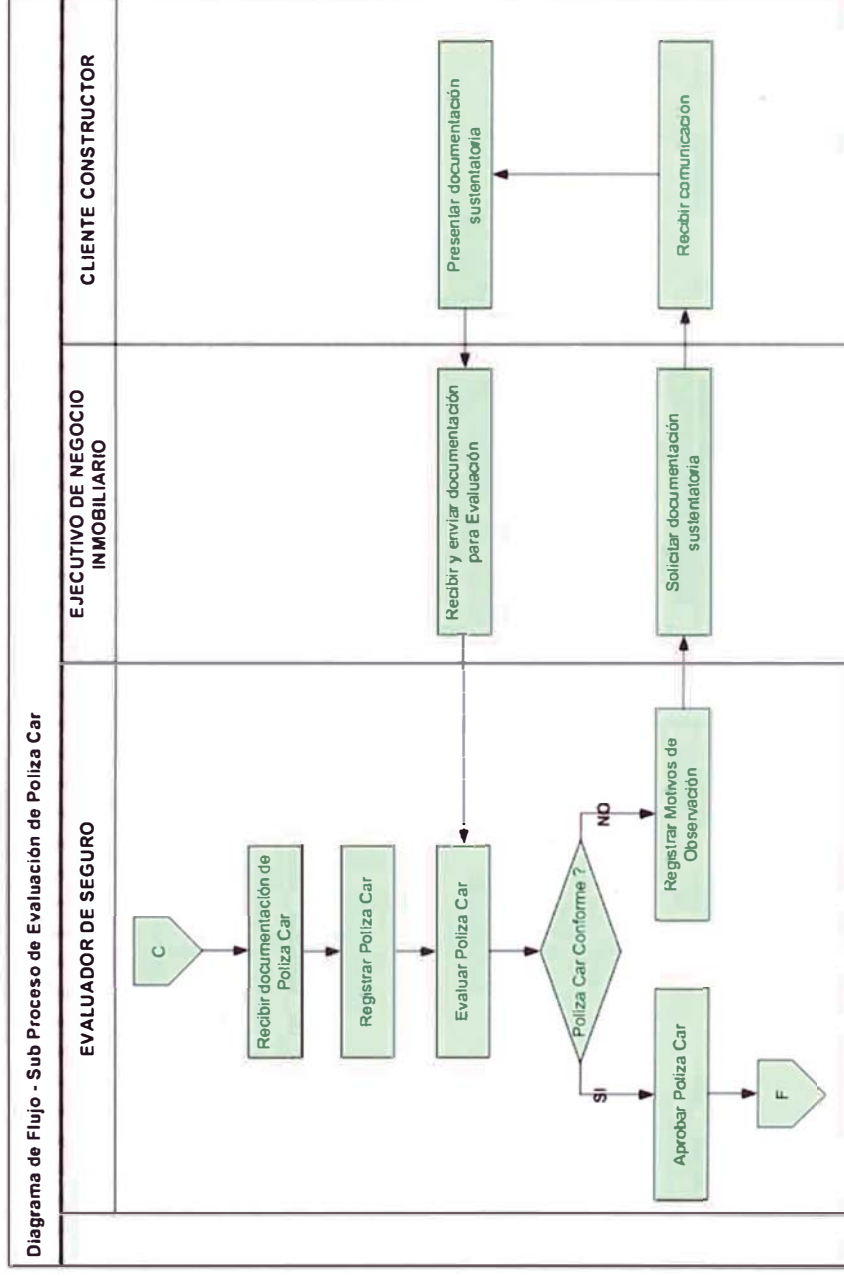 Diagrama de Flujo - Sub Proceso de Evaluación de Poliza Car
EVALUADOR DE SEGURO
EJECUTIVO DE NEGOCIO
INMOBILIARIO
CLIENTE CONSTRUCTOR
C
Recibir documentación de
Poliza Car
Registrar Poliza Car
Evaluar Poliza Car
Recibir y enviar documentación
para Evaluación
Presentar documentación
sustentatoria
Poliza Car Conforme ?
SI
NO
Aprobar Poliza Car
Registrar Motivos de
Observación
Solicitar documentación
sustentatoria
Recibir comunicación
F